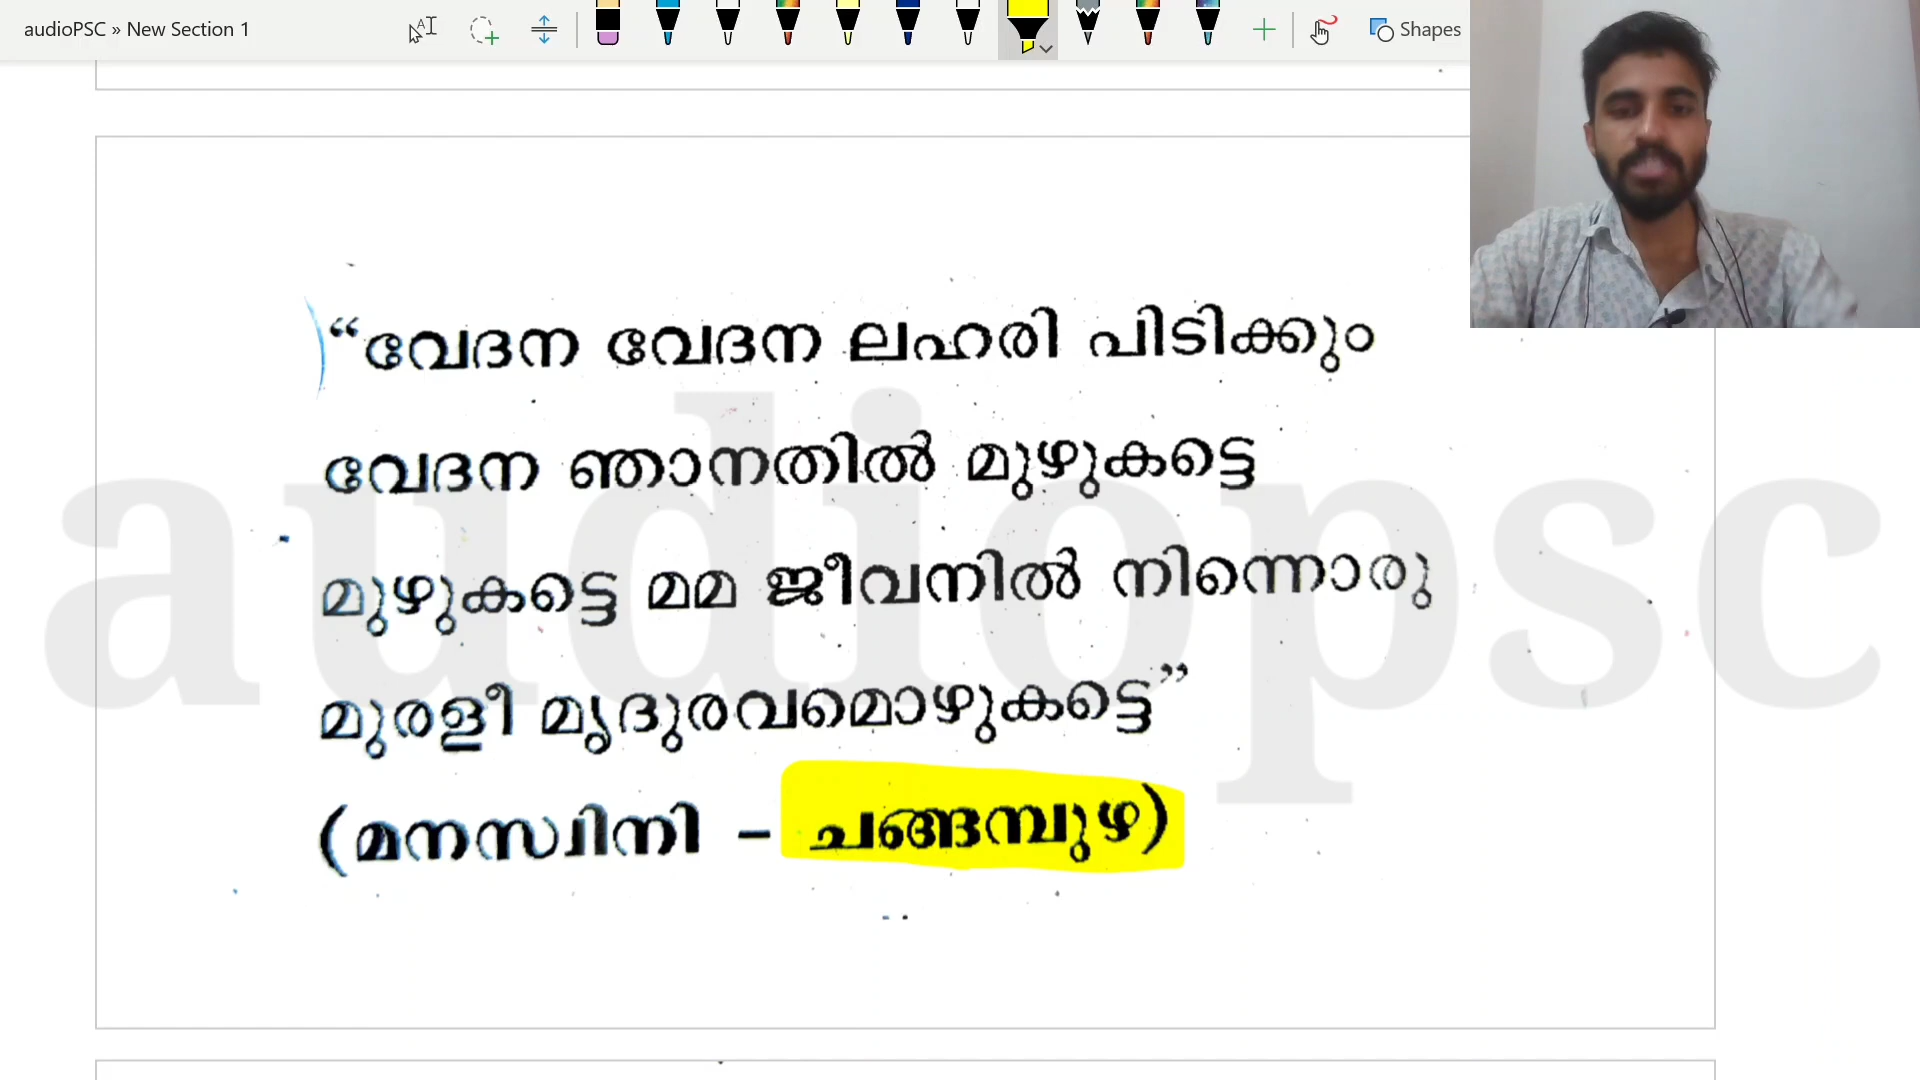 audioPSC » New Section 1
Shapes
“വേദന വേദന ലഹരി പിടിക്കും
വേദന ഞാനതിൽ മുഴുകട്ടെ
മുഴുകട്ടെ മമ ജീവനിൽ നിന്നൊരു
മുരളീ മൃദുരവമൊഴുകട്ടെ”
(മനസ്വിനി – ചങ്ങമ്പുഴ)
audiopsc